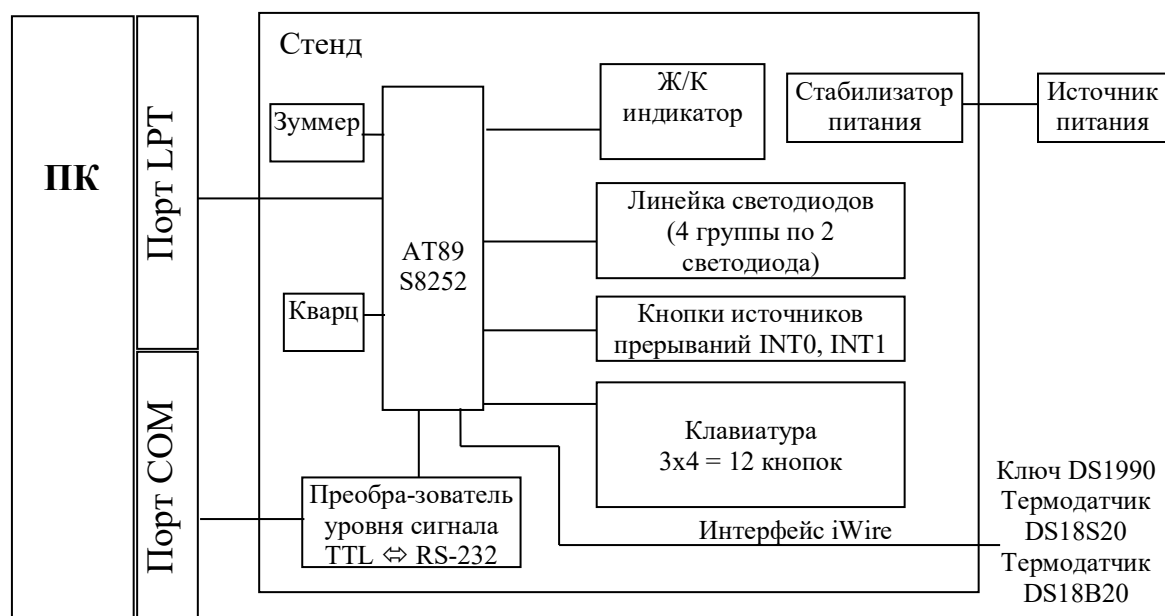 ПК
Порт LPT
Порт COM
Стенд
Зуммер
Кварц
AT89
S8252
Ж/К
индикатор
Стабилизатор
питания
Источник
питания
Линейка светодиодов
(4 группы по 2
светодиода)
Кнопки источников
прерываний INT0, INT1
Клавиатура
3x4 = 12 кнопок
Преобра-зователь
уровня сигнала
TTL ⇔ RS-232
Интерфейс iWire
Ключ DS1990
Термодатчик
DS18S20
Термодатчик
DS18B20